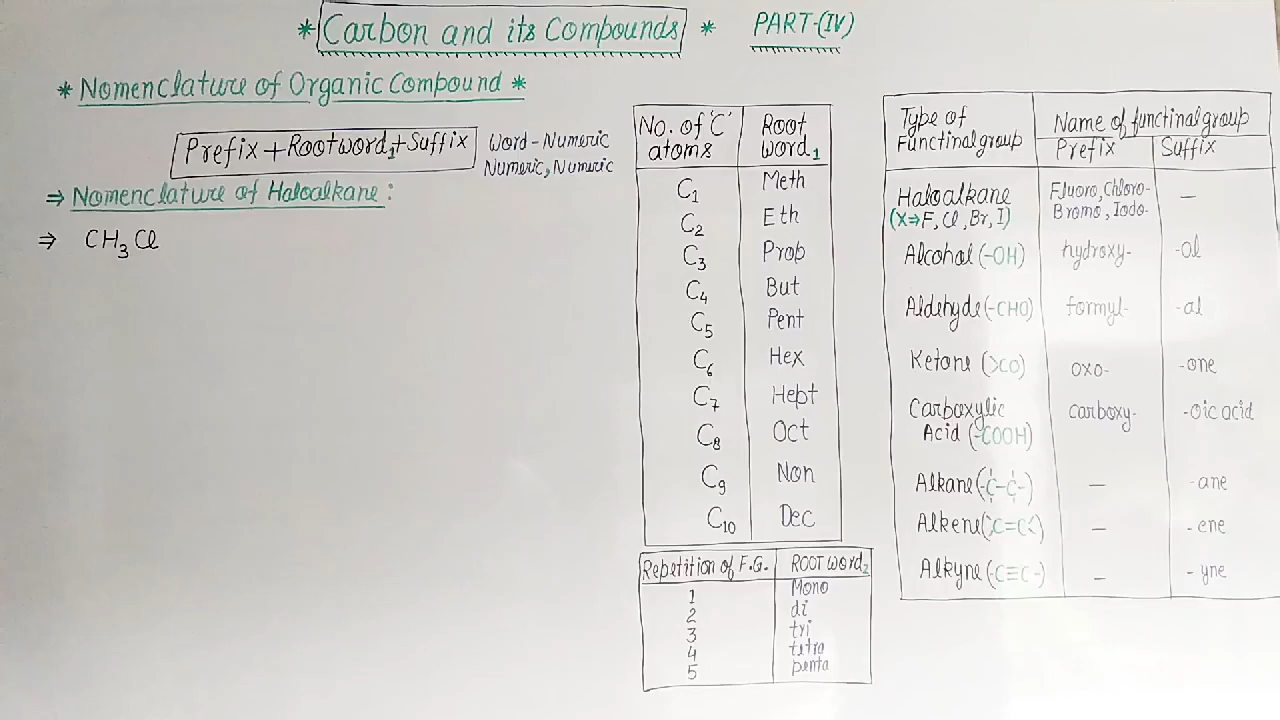 * Carbon and its Compounds * PART-(IV)
* Nomenclature of Organic Compound *
Prefix+Rootword1+Suffix
Word-Numeric
Numeric, Numeric
⇒ Nomenclature of Haloalkane:
⇒ CH3Cl
No. of 'C' atoms | Root word1
C1 | Meth
C2 | Eth
C3 | Prop
C4 | But
C5 | Pent
C6 | Hex
C7 | Hept
C8 | Oct
C9 | Non
C10 | Dec
Repetition of F.G. | ROOT word2
1 | Mono
2 | di
3 | tri
4 | tetra
5 | penta
Type of Functinal group | Name of functinal group
Prefix | Suffix
Haloalkane | Fluoro, Chloro- | —
(X⇒F, Cl, Br, I) | Bromo, Iodo-
Alcohal (-OH) | hydroxy- | -ol
Aldehyde (-CHO) | formyl- | -al
Ketone (>CO) | oxo- | -one
Carboxylic | carboxy- | -oic acid
Acid (-COOH)
Alkane (-C-C-) | — | -ane
Alkene (>C=C<) | — | -ene
Alkyne (-C≡C-) | — | -yne